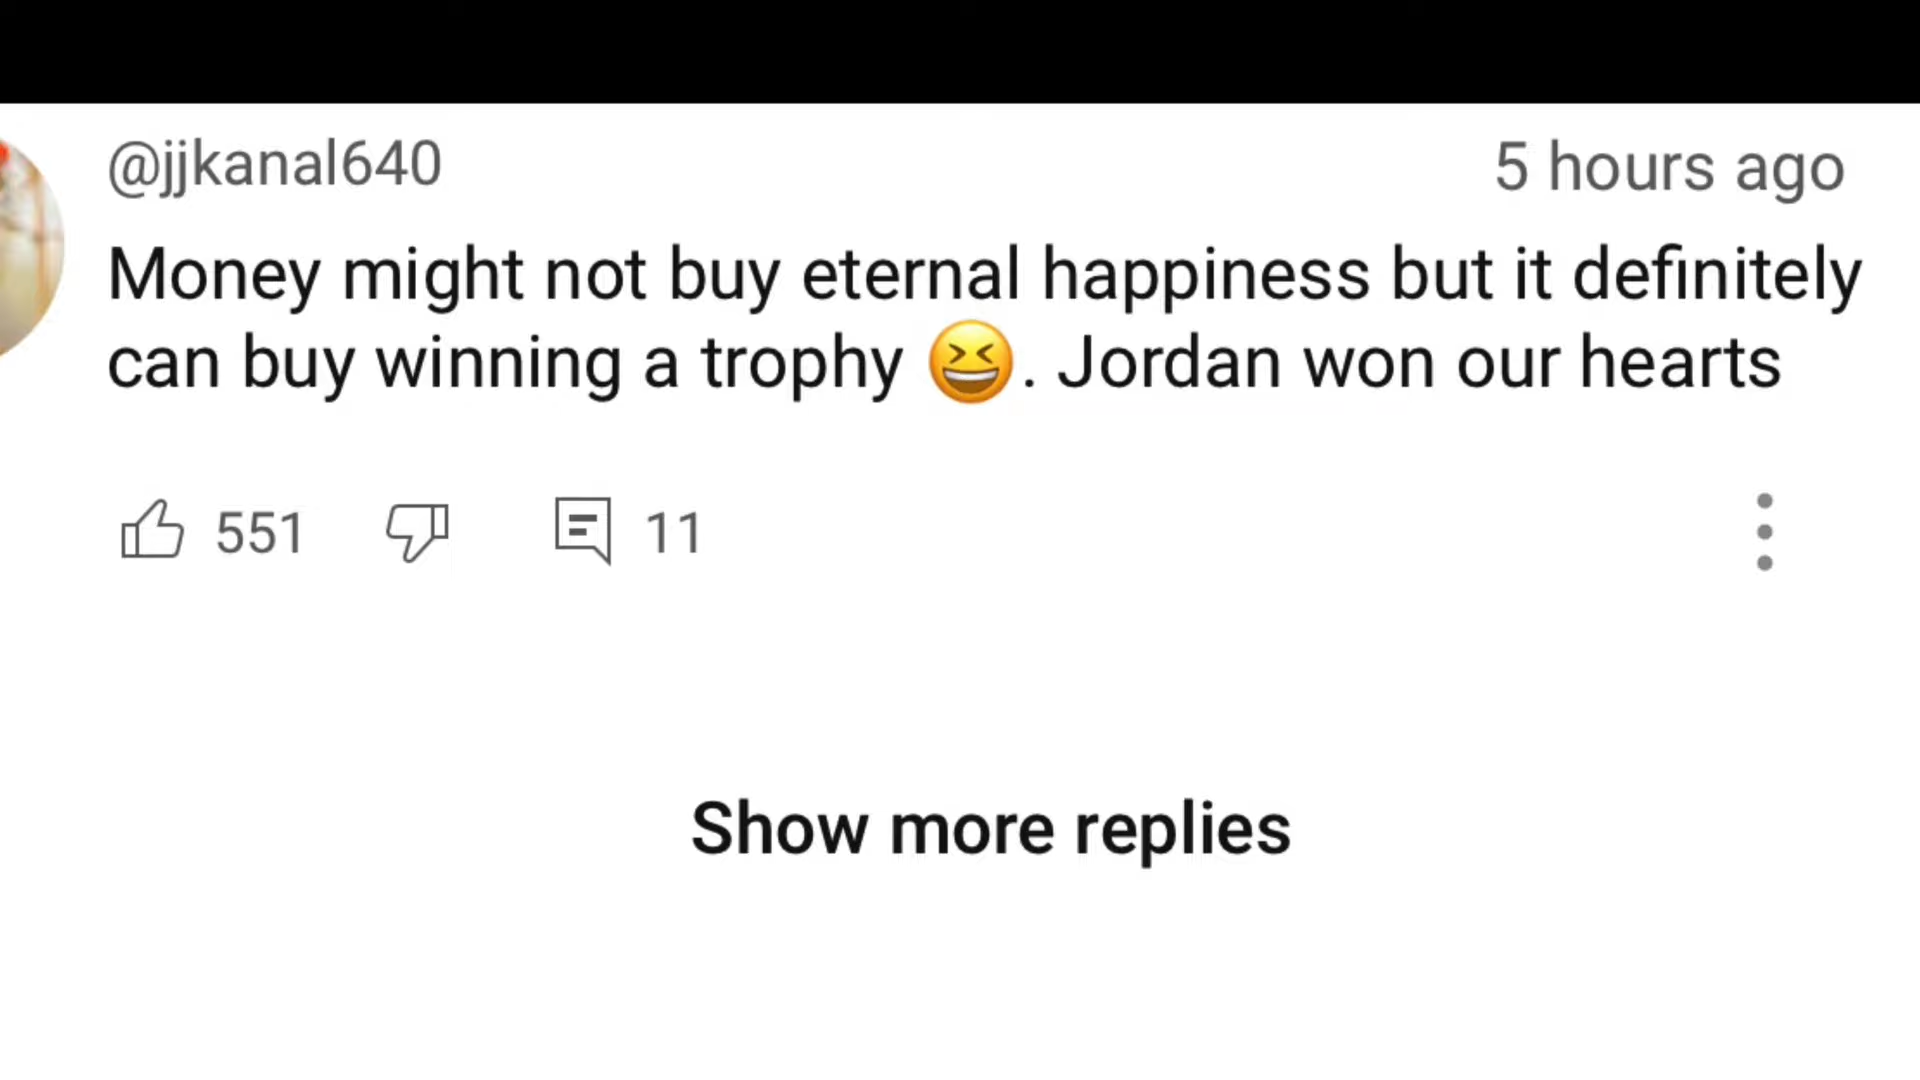 @jjkanal640
5 hours ago
Money might not buy eternal happiness but it definitely
can buy winning a trophy 😆. Jordan won our hearts
551
11
Show more replies